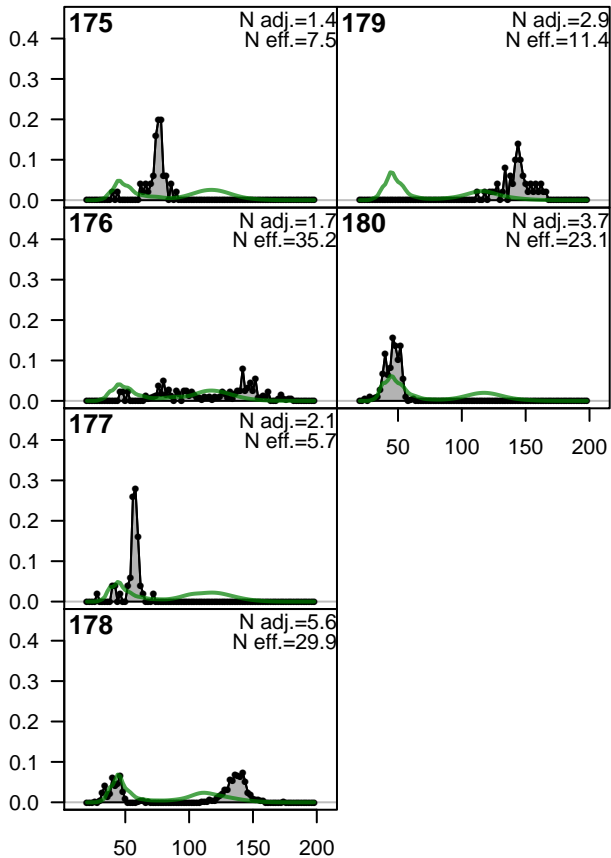 175
N adj.=1.4
N eff.=7.5
0.4
0.3
0.2
0.1
0.0
179
N adj.=2.9
N eff.=11.4
176
N adj.=1.7
N eff.=35.2
0.4
0.3
0.2
0.1
0.0
180
N adj.=3.7
N eff.=23.1
50 100 150 200
177
N adj.=2.1
N eff.=5.7
0.4
0.3
0.2
0.1
0.0
178
N adj.=5.6
N eff.=29.9
0.4
0.3
0.2
0.1
0.0
50 100 150 200